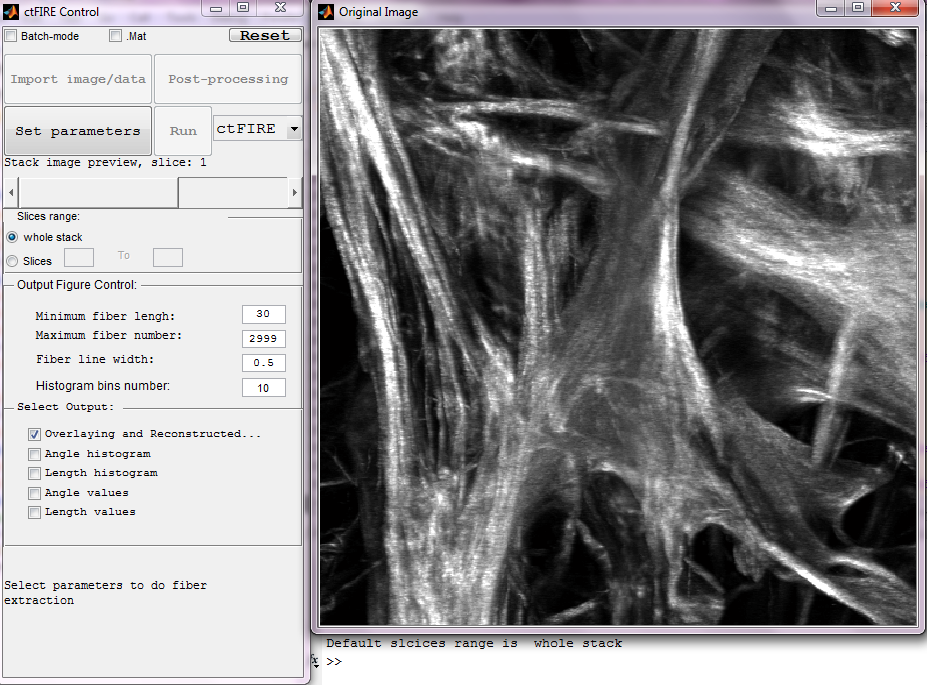 ctFIRE Control
Batch-mode .Mat Reset
Import image/data Post-processing
Set parameters Run ctFIRE
Stack image preview, slice: 1
Slices range:
whole stack
Slices To
Output Figure Control:
Minimum fiber lengh: 30
Maximum fiber number: 2999
Fiber line width: 0.5
Histogram bins number: 10
Select Output:
Overlaying and Reconstructed...
Angle histogram
Length histogram
Angle values
Length values
Select parameters to do fiber
extraction
Original Image
Default slcices range is whole stack
fx >>